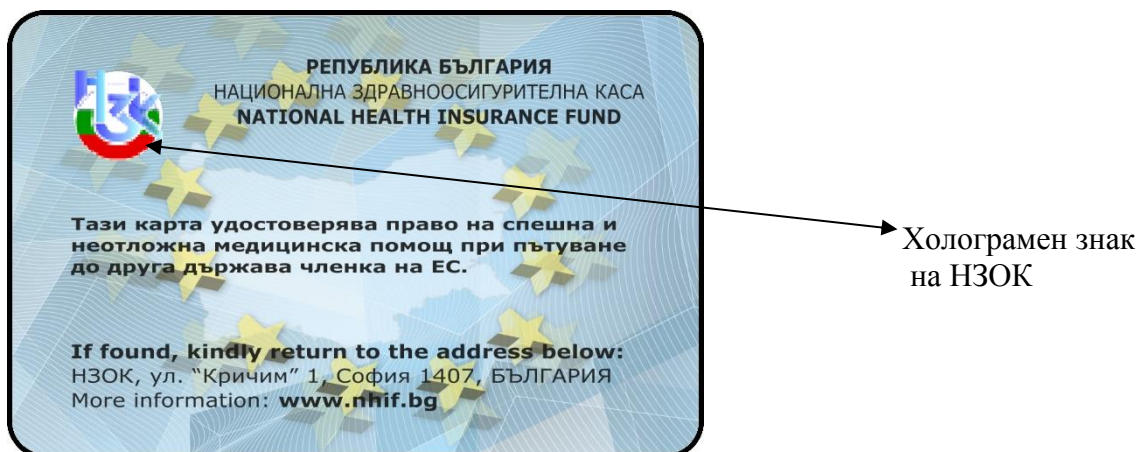 НЗК
РЕПУБЛИКА БЪЛГАРИЯ
НАЦИОНАЛНА ЗДРАВНООСИГУРИТЕЛНА КАСА
NATIONAL HEALTH INSURANCE FUND
Тази карта удостоверява право на спешна и
неотложна медицинска помощ при пътуване
до друга държава членка на ЕС.
Холограмен знак
на НЗОК
If found, kindly return to the address below:
НЗОК, ул. "Кричим" 1, София 1407, БЪЛГАРИЯ
More information: www.nhif.bg